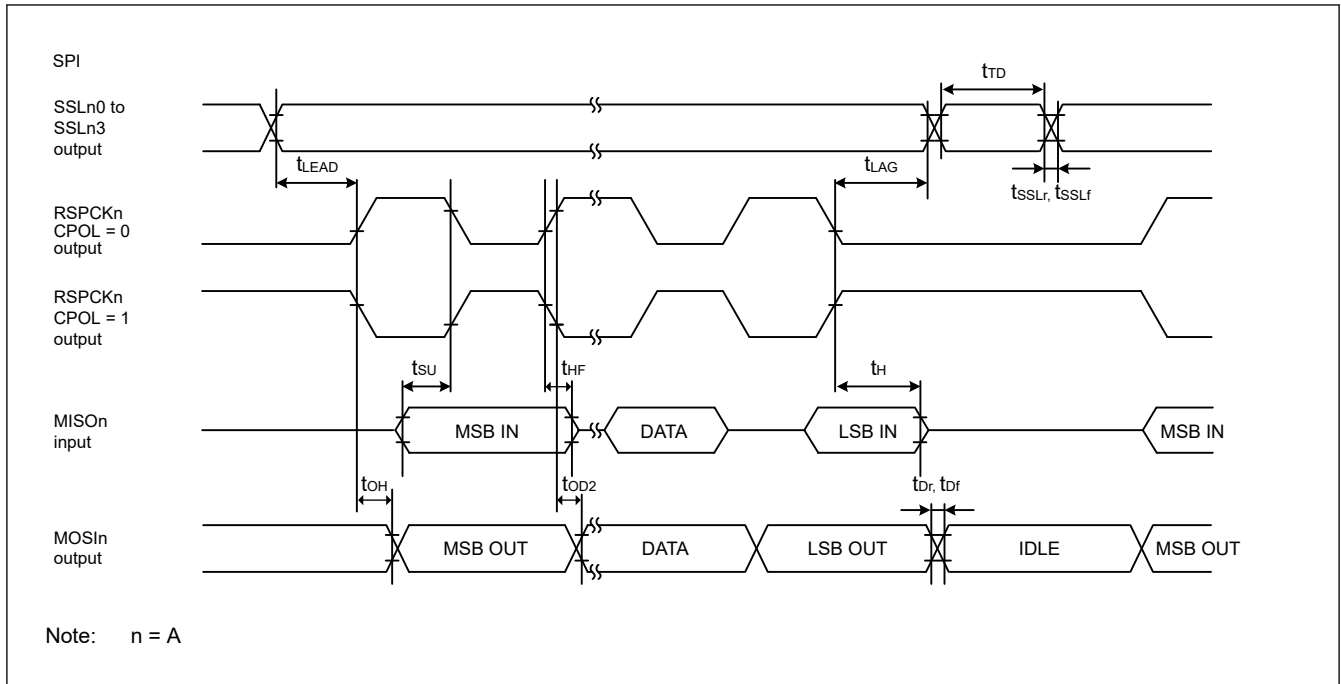 SPI
tTD
SSLn0 to
SSLn3
output
tLEAD
tLAG
tSSLr, tSSLf
RSPCKn
CPOL = 0
output
RSPCKn
CPOL = 1
output
tSU
tHF
tH
MISOn
input
MSB IN
DATA
LSB IN
MSB IN
tOH
tOD2
tDr, tDf
MOSIn
output
MSB OUT
DATA
LSB OUT
IDLE
MSB OUT
Note: n = A